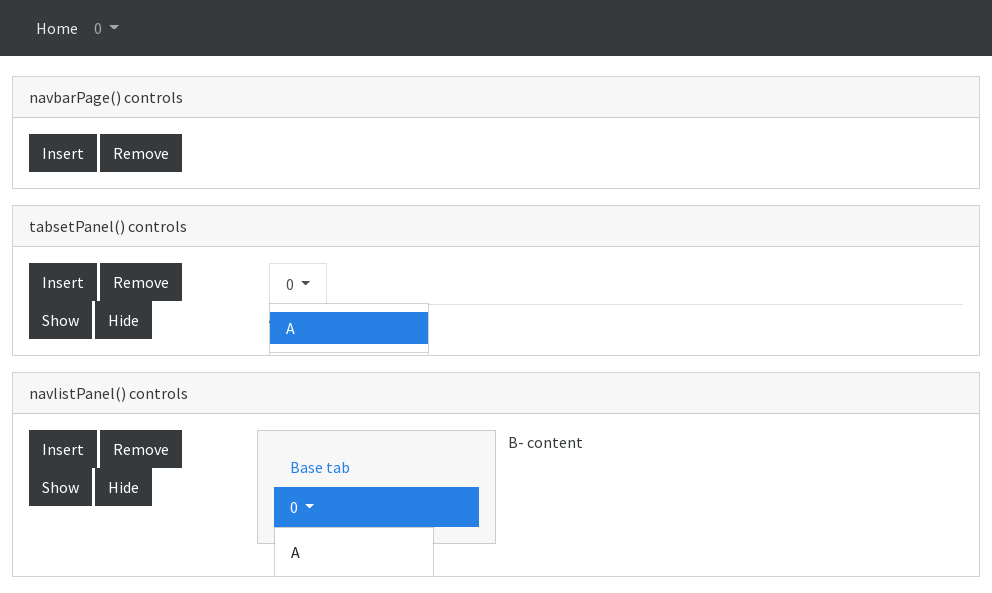 Home 0
navbarPage() controls
Insert Remove
tabsetPanel() controls
Insert Remove 0
Show Hide A
navlistPanel() controls
Insert Remove B- content
Base tab
Show Hide 0
A